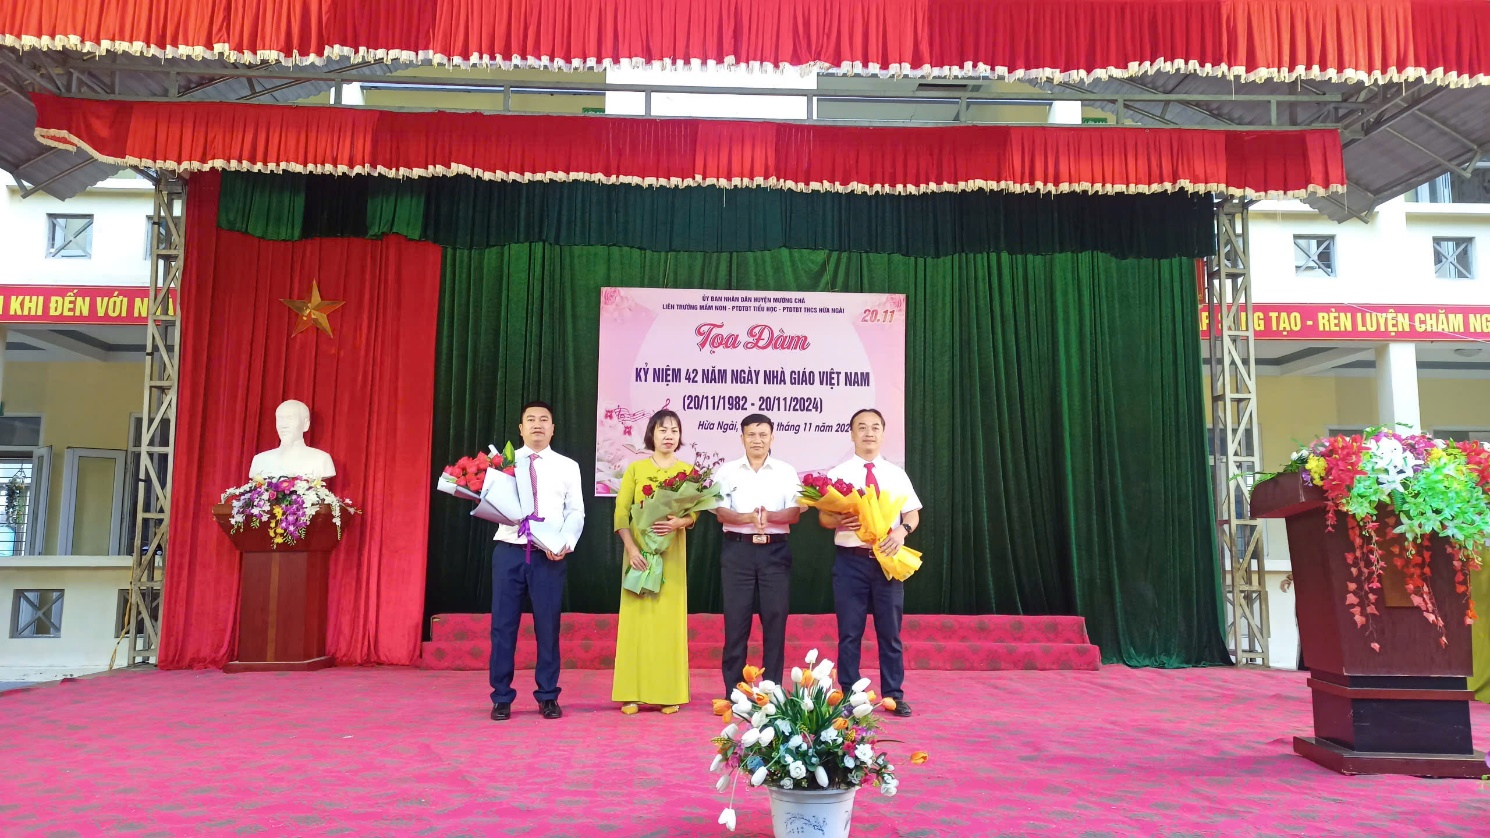 ỦY BAN NHÂN DÂN HUYỆN MƯỜNG CHÀ
LIÊN TRƯỜNG MẦM NON - PTDTBT TIỂU HỌC - PTDTBT THCS HỪA NGÀI
20.11
Tọa Đàm
KỶ NIỆM 42 NĂM NGÀY NHÀ GIÁO VIỆT NAM
(20/11/1982 - 20/11/2024)
Hừa Ngài, tháng 11 năm
KHI ĐẾN VỚI
TẠO - RÈN LUYỆN CHĂM